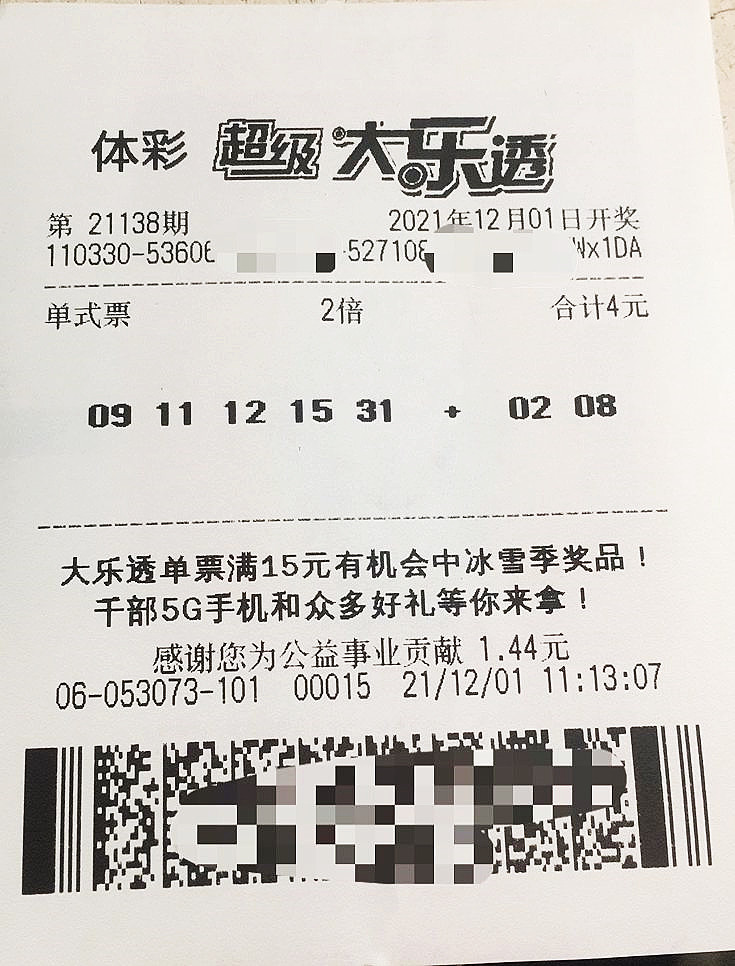 体彩 超级大乐透
第 21138期 2021年12月01日开奖
110330-53606 -527108 Wx1DA
单式票 2倍 合计4元
09 11 12 15 31 + 02 08
大乐透单票满15元有机会中冰雪季奖品！
千部5G手机和众多好礼等你来拿！
感谢您为公益事业贡献 1.44元
06-053073-101 00015 21/12/01 11:13:07